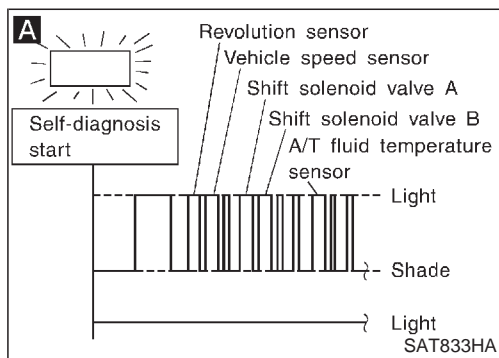 A
Revolution sensor
Vehicle speed sensor
Shift solenoid valve A
Shift solenoid valve B
A/T fluid temperature
sensor
Self-diagnosis
start
Light
Shade
Light
SAT833HA